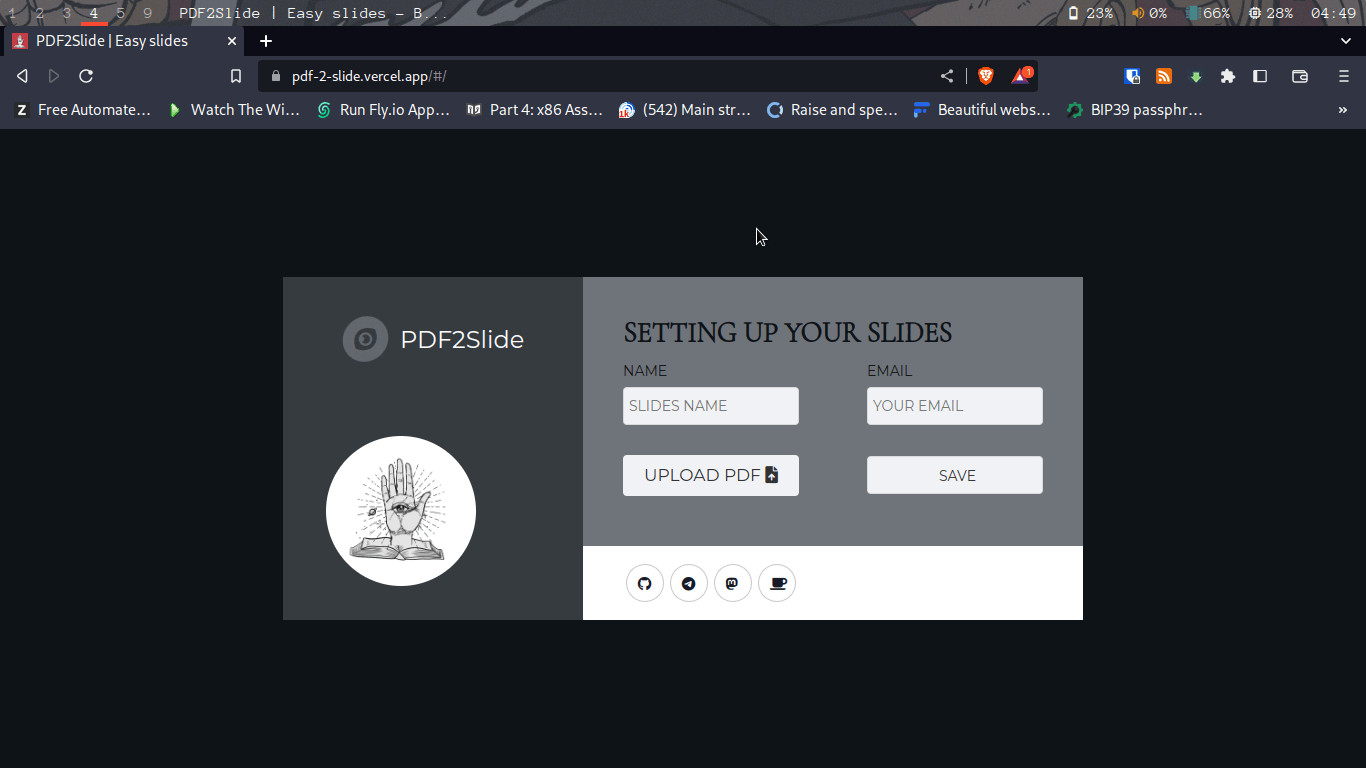 1 2 3 4 5 9 PDF2Slide | Easy slides – B... 23% 0% 66% 28% 04:49
PDF2Slide | Easy slides
pdf-2-slide.vercel.app/#/ 1
Z Free Automate... Watch The Wi... Run Fly.io App... Part 4: x86 Ass... 1k (542) Main str... Raise and spe... Beautiful webs... BIP39 passphr... »
PDF2Slide
SETTING UP YOUR SLIDES
NAME EMAIL
SLIDES NAME YOUR EMAIL
UPLOAD PDF SAVE